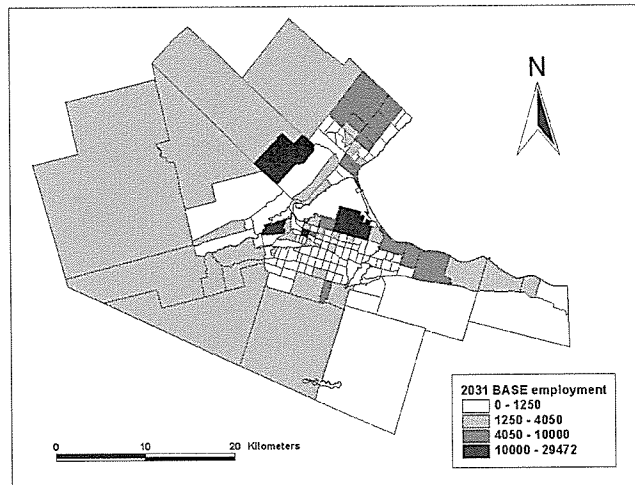 N
2031 BASE employment
0 - 1250
1250 - 4050
4050 - 10000
10000 - 29472
0 10 20 Kilometers